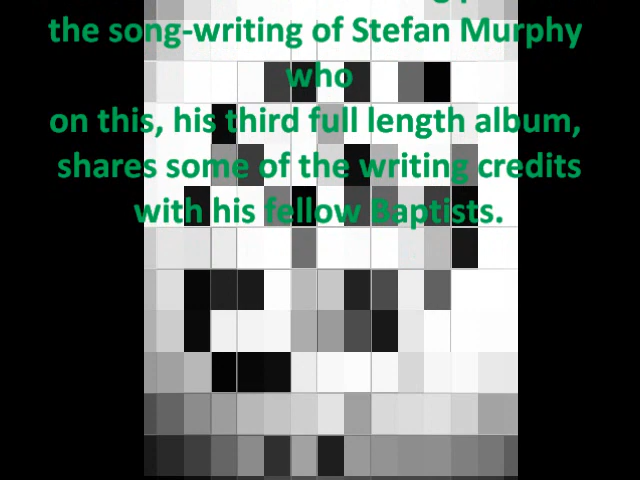 the song-writing of Stefan Murphy
who
on this, his third full length album,
shares some of the writing credits
with his fellow Baptists.